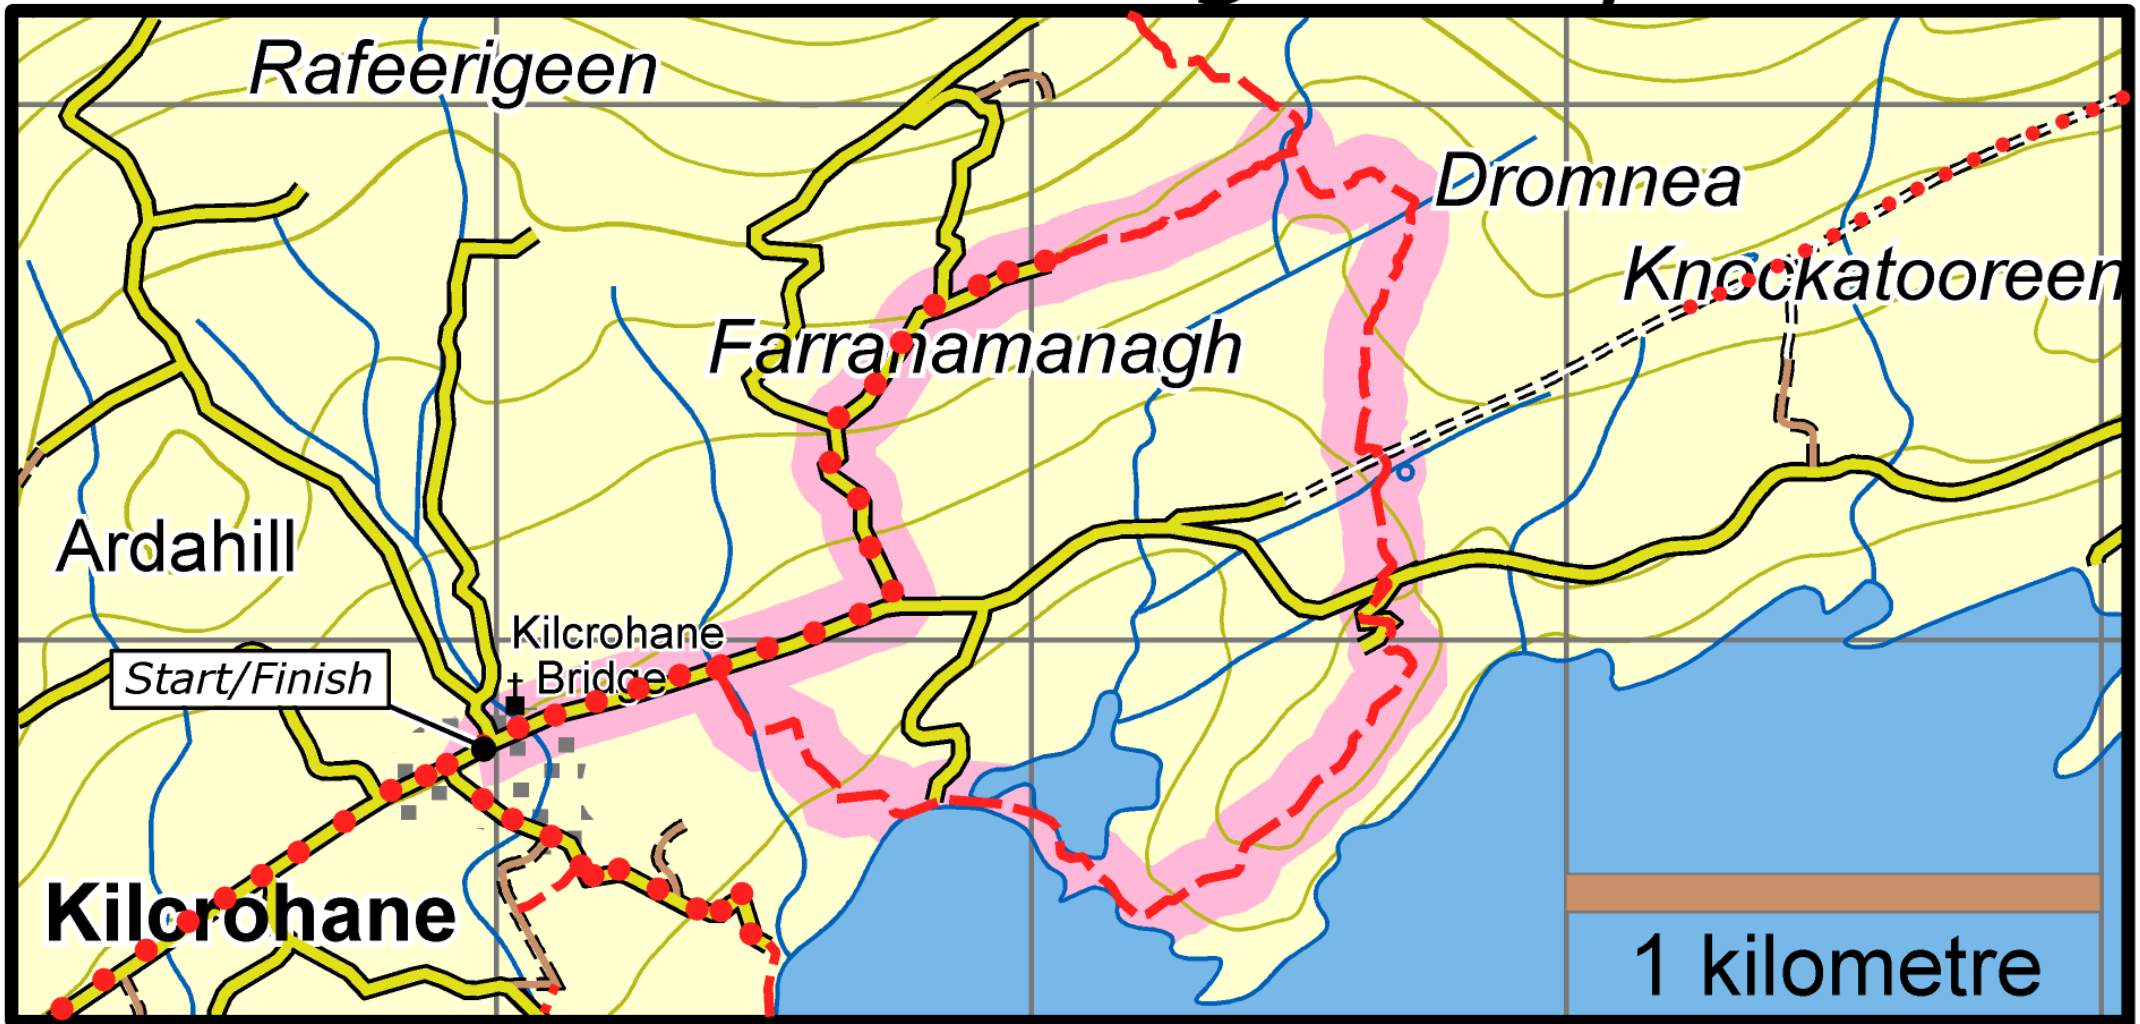 Rafeerigeen
Dromnea
Knockatooreen
Farranamanagh
Ardahill
Kilcrohane
Bridge
Start/Finish
Kilcrohane
1 kilometre